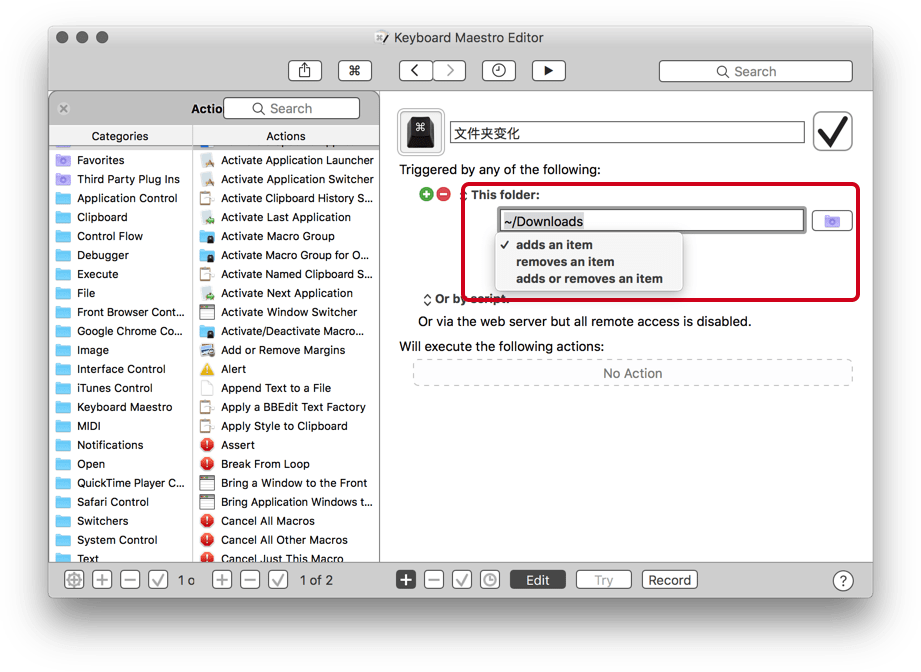 Keyboard Maestro Editor
Search
Actio
Search
Categories
Actions
Favorites
Third Party Plug Ins
Application Control
Clipboard
Control Flow
Debugger
Execute
File
Front Browser Cont...
Google Chrome Co...
Image
Interface Control
iTunes Control
Keyboard Maestro
MIDI
Notifications
Open
QuickTime Player C...
Safari Control
Switchers
System Control
Text
Activate Application Launcher
Activate Application Switcher
Activate Clipboard History S...
Activate Last Application
Activate Macro Group
Activate Macro Group for O...
Activate Named Clipboard S...
Activate Next Application
Activate Window Switcher
Activate/Deactivate Macro...
Add or Remove Margins
Alert
Append Text to a File
Apply a BBEdit Text Factory
Apply Style to Clipboard
Assert
Break From Loop
Bring a Window to the Front
Bring Application Windows t...
Cancel All Macros
Cancel All Other Macros
Cancel Just This Macro
文件夹变化
Triggered by any of the following:
This folder:
~/Downloads
✓ adds an item
removes an item
adds or removes an item
Or by script.
Or via the web server but all remote access is disabled.
Will execute the following actions:
No Action
1 o
1 of 2
Edit
Try
Record
?